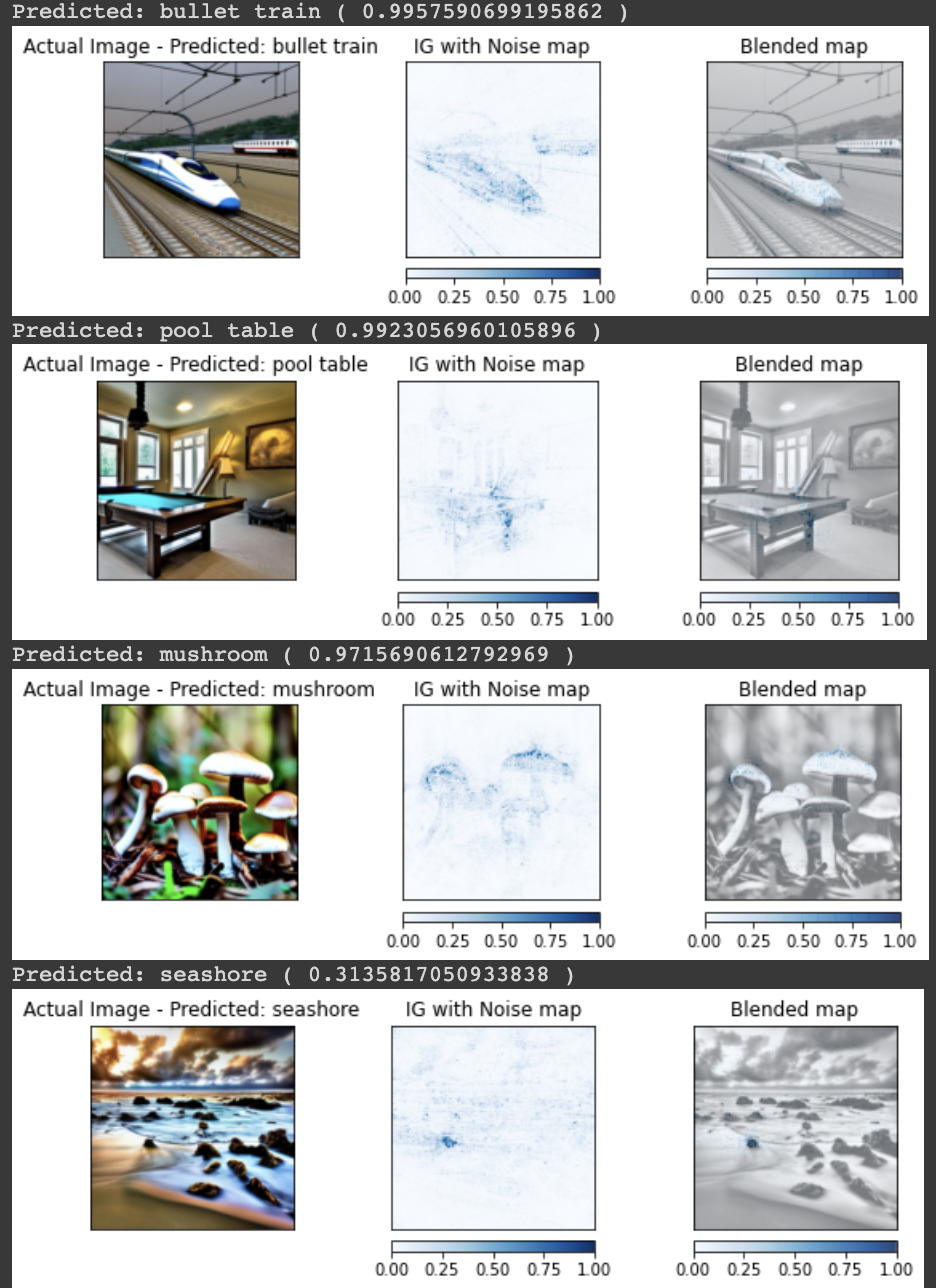 Predicted: bullet train ( 0.9957590699195862 )
Actual Image - Predicted: bullet train IG with Noise map Blended map
0.00 0.25 0.50 0.75 1.00 0.00 0.25 0.50 0.75 1.00
Predicted: pool table ( 0.9923056960105896 )
Actual Image - Predicted: pool table IG with Noise map Blended map
0.00 0.25 0.50 0.75 1.00 0.00 0.25 0.50 0.75 1.00
Predicted: mushroom ( 0.9715690612792969 )
Actual Image - Predicted: mushroom IG with Noise map Blended map
0.00 0.25 0.50 0.75 1.00 0.00 0.25 0.50 0.75 1.00
Predicted: seashore ( 0.3135817050933838 )
Actual Image - Predicted: seashore IG with Noise map Blended map
0.00 0.25 0.50 0.75 1.00 0.00 0.25 0.50 0.75 1.00